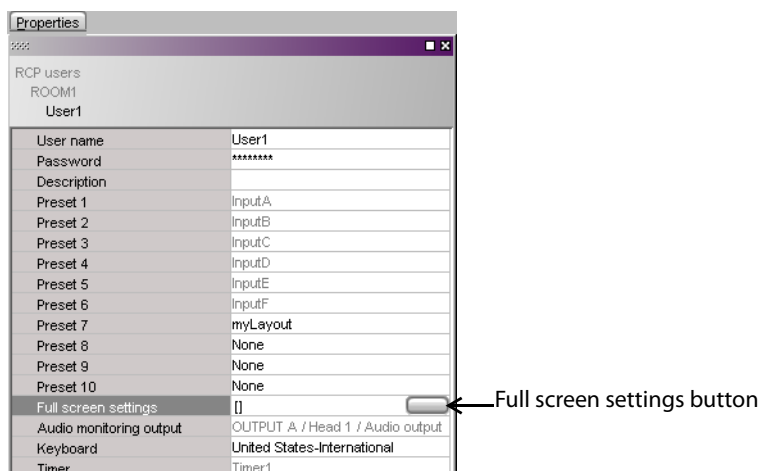 Properties
RCP users
ROOM1
User1
User name User1
Password ********
Description
Preset 1 InputA
Preset 2 InputB
Preset 3 InputC
Preset 4 InputD
Preset 5 InputE
Preset 6 InputF
Preset 7 myLayout
Preset 8 None
Preset 9 None
Preset 10 None
Full screen settings []
Full screen settings button
Audio monitoring output OUTPUT A / Head 1 / Audio output
Keyboard United States-International
Timer Timer1